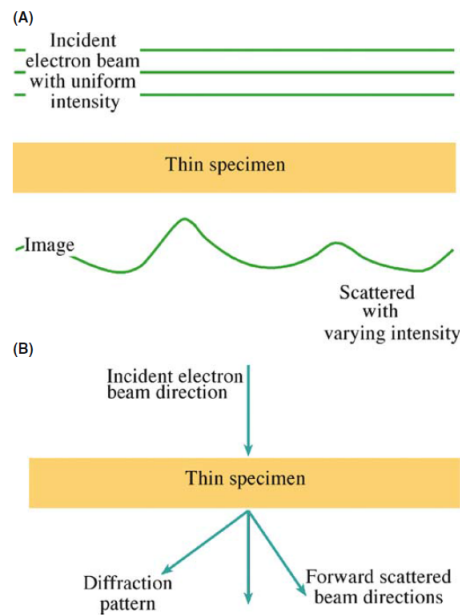 (A)
Incident
electron beam
with uniform
intensity
Thin specimen
Image
Scattered
with
varying intensity
(B)
Incident electron
beam direction
Thin specimen
Diffraction
pattern
Forward scattered
beam directions